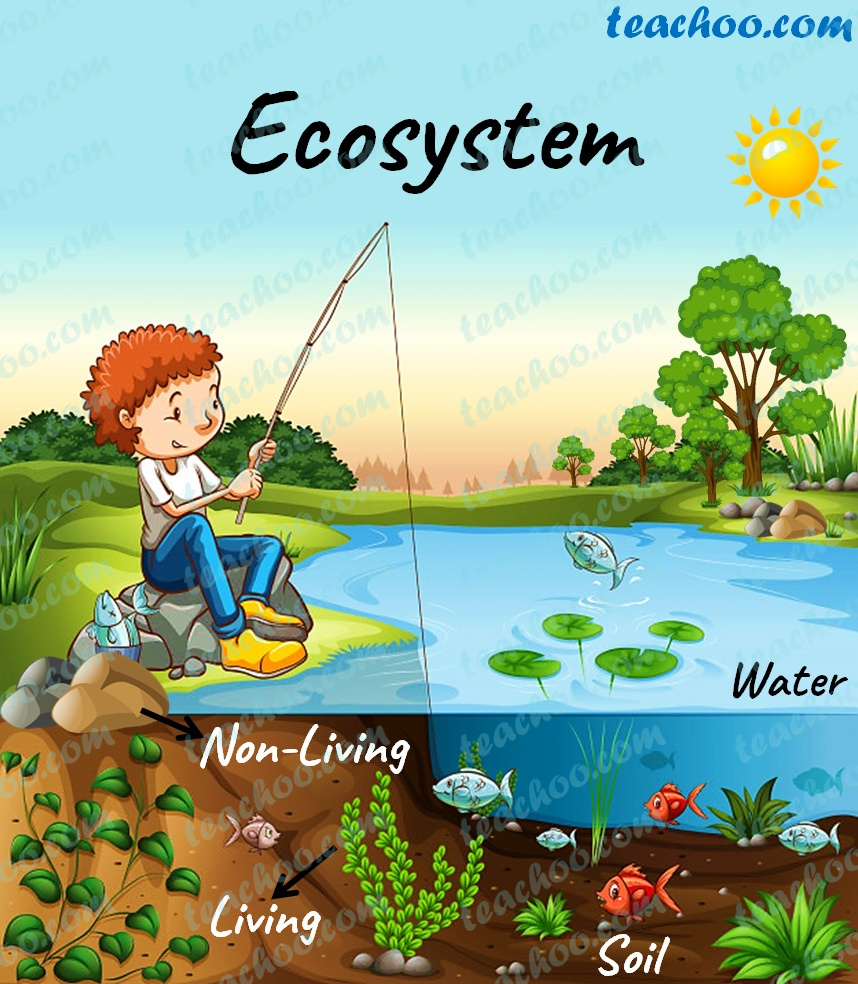 teachoo.com
Ecosystem
Water
Non-Living
Living
Soil